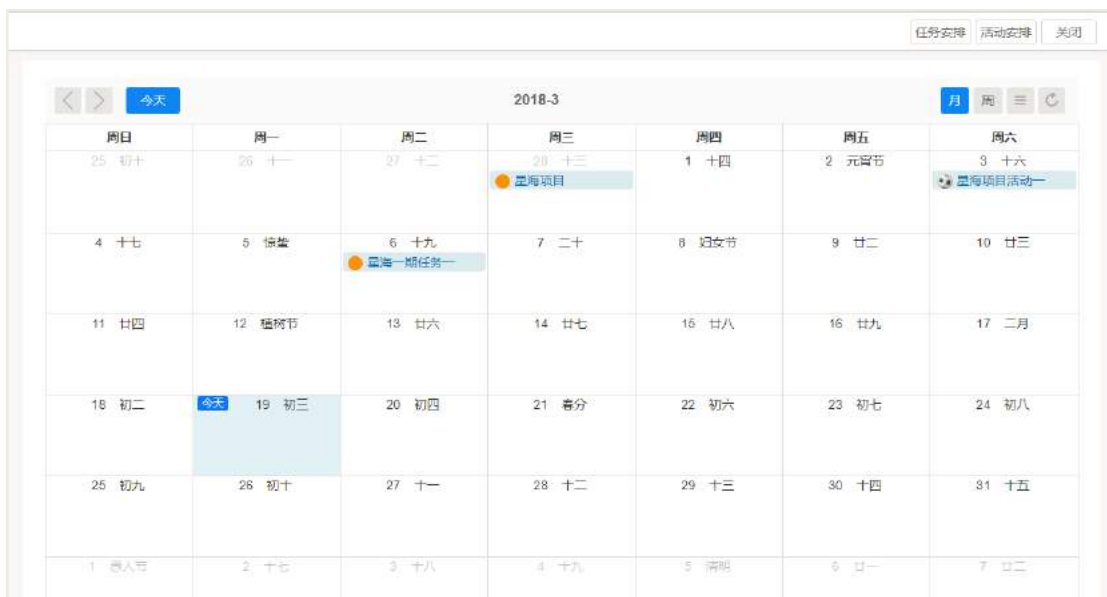 任务安排 活动安排 关闭
今天 2018-3 月 周
周日 周一 周二 周三 周四 周五 周六
25 初十 26 十一 27 十二 28 十三 1 十四 2 元宵节 3 十六
星海项目 星海项目活动一
4 十七 5 惊蛰 6 十九 7 二十 8 妇女节 9 廿二 10 廿三
星海一期任务一
11 廿四 12 植树节 13 廿六 14 廿七 15 廿八 16 廿九 17 二月
18 初二 今天 19 初三 20 初四 21 春分 22 初六 23 初七 24 初八
25 初九 26 初十 27 十一 28 十二 29 十三 30 十四 31 十五
1 愚人节 2 十七 3 十八 4 十九 5 清明 6 廿一 7 廿二